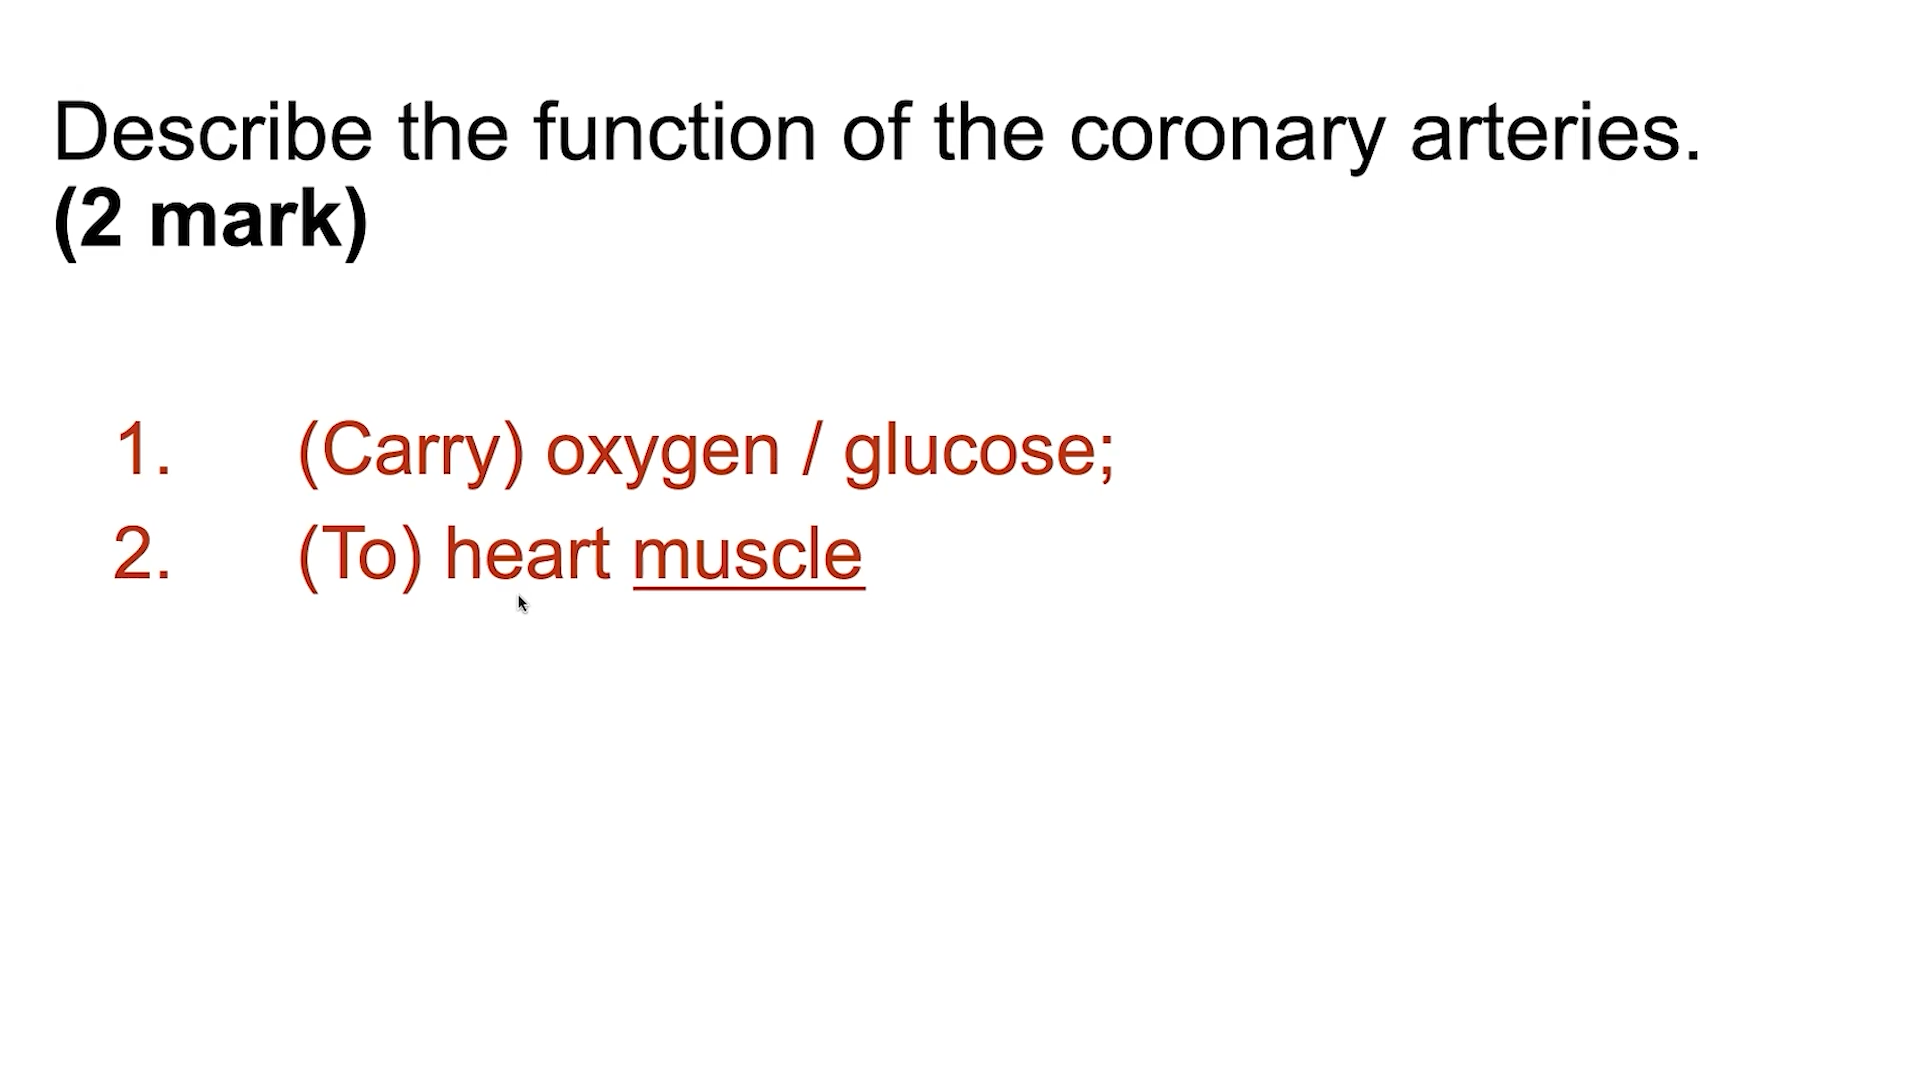 Describe the function of the coronary arteries.
(2 mark)
1. (Carry) oxygen / glucose;
2. (To) heart muscle